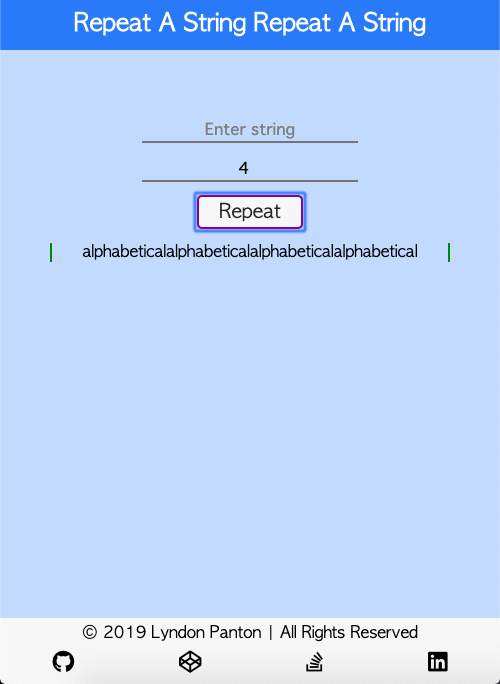 Repeat A String Repeat A String
Enter string
4
Repeat
alphabeticalalphabeticalalphabeticalalphabetical
© 2019 Lyndon Panton | All Rights Reserved